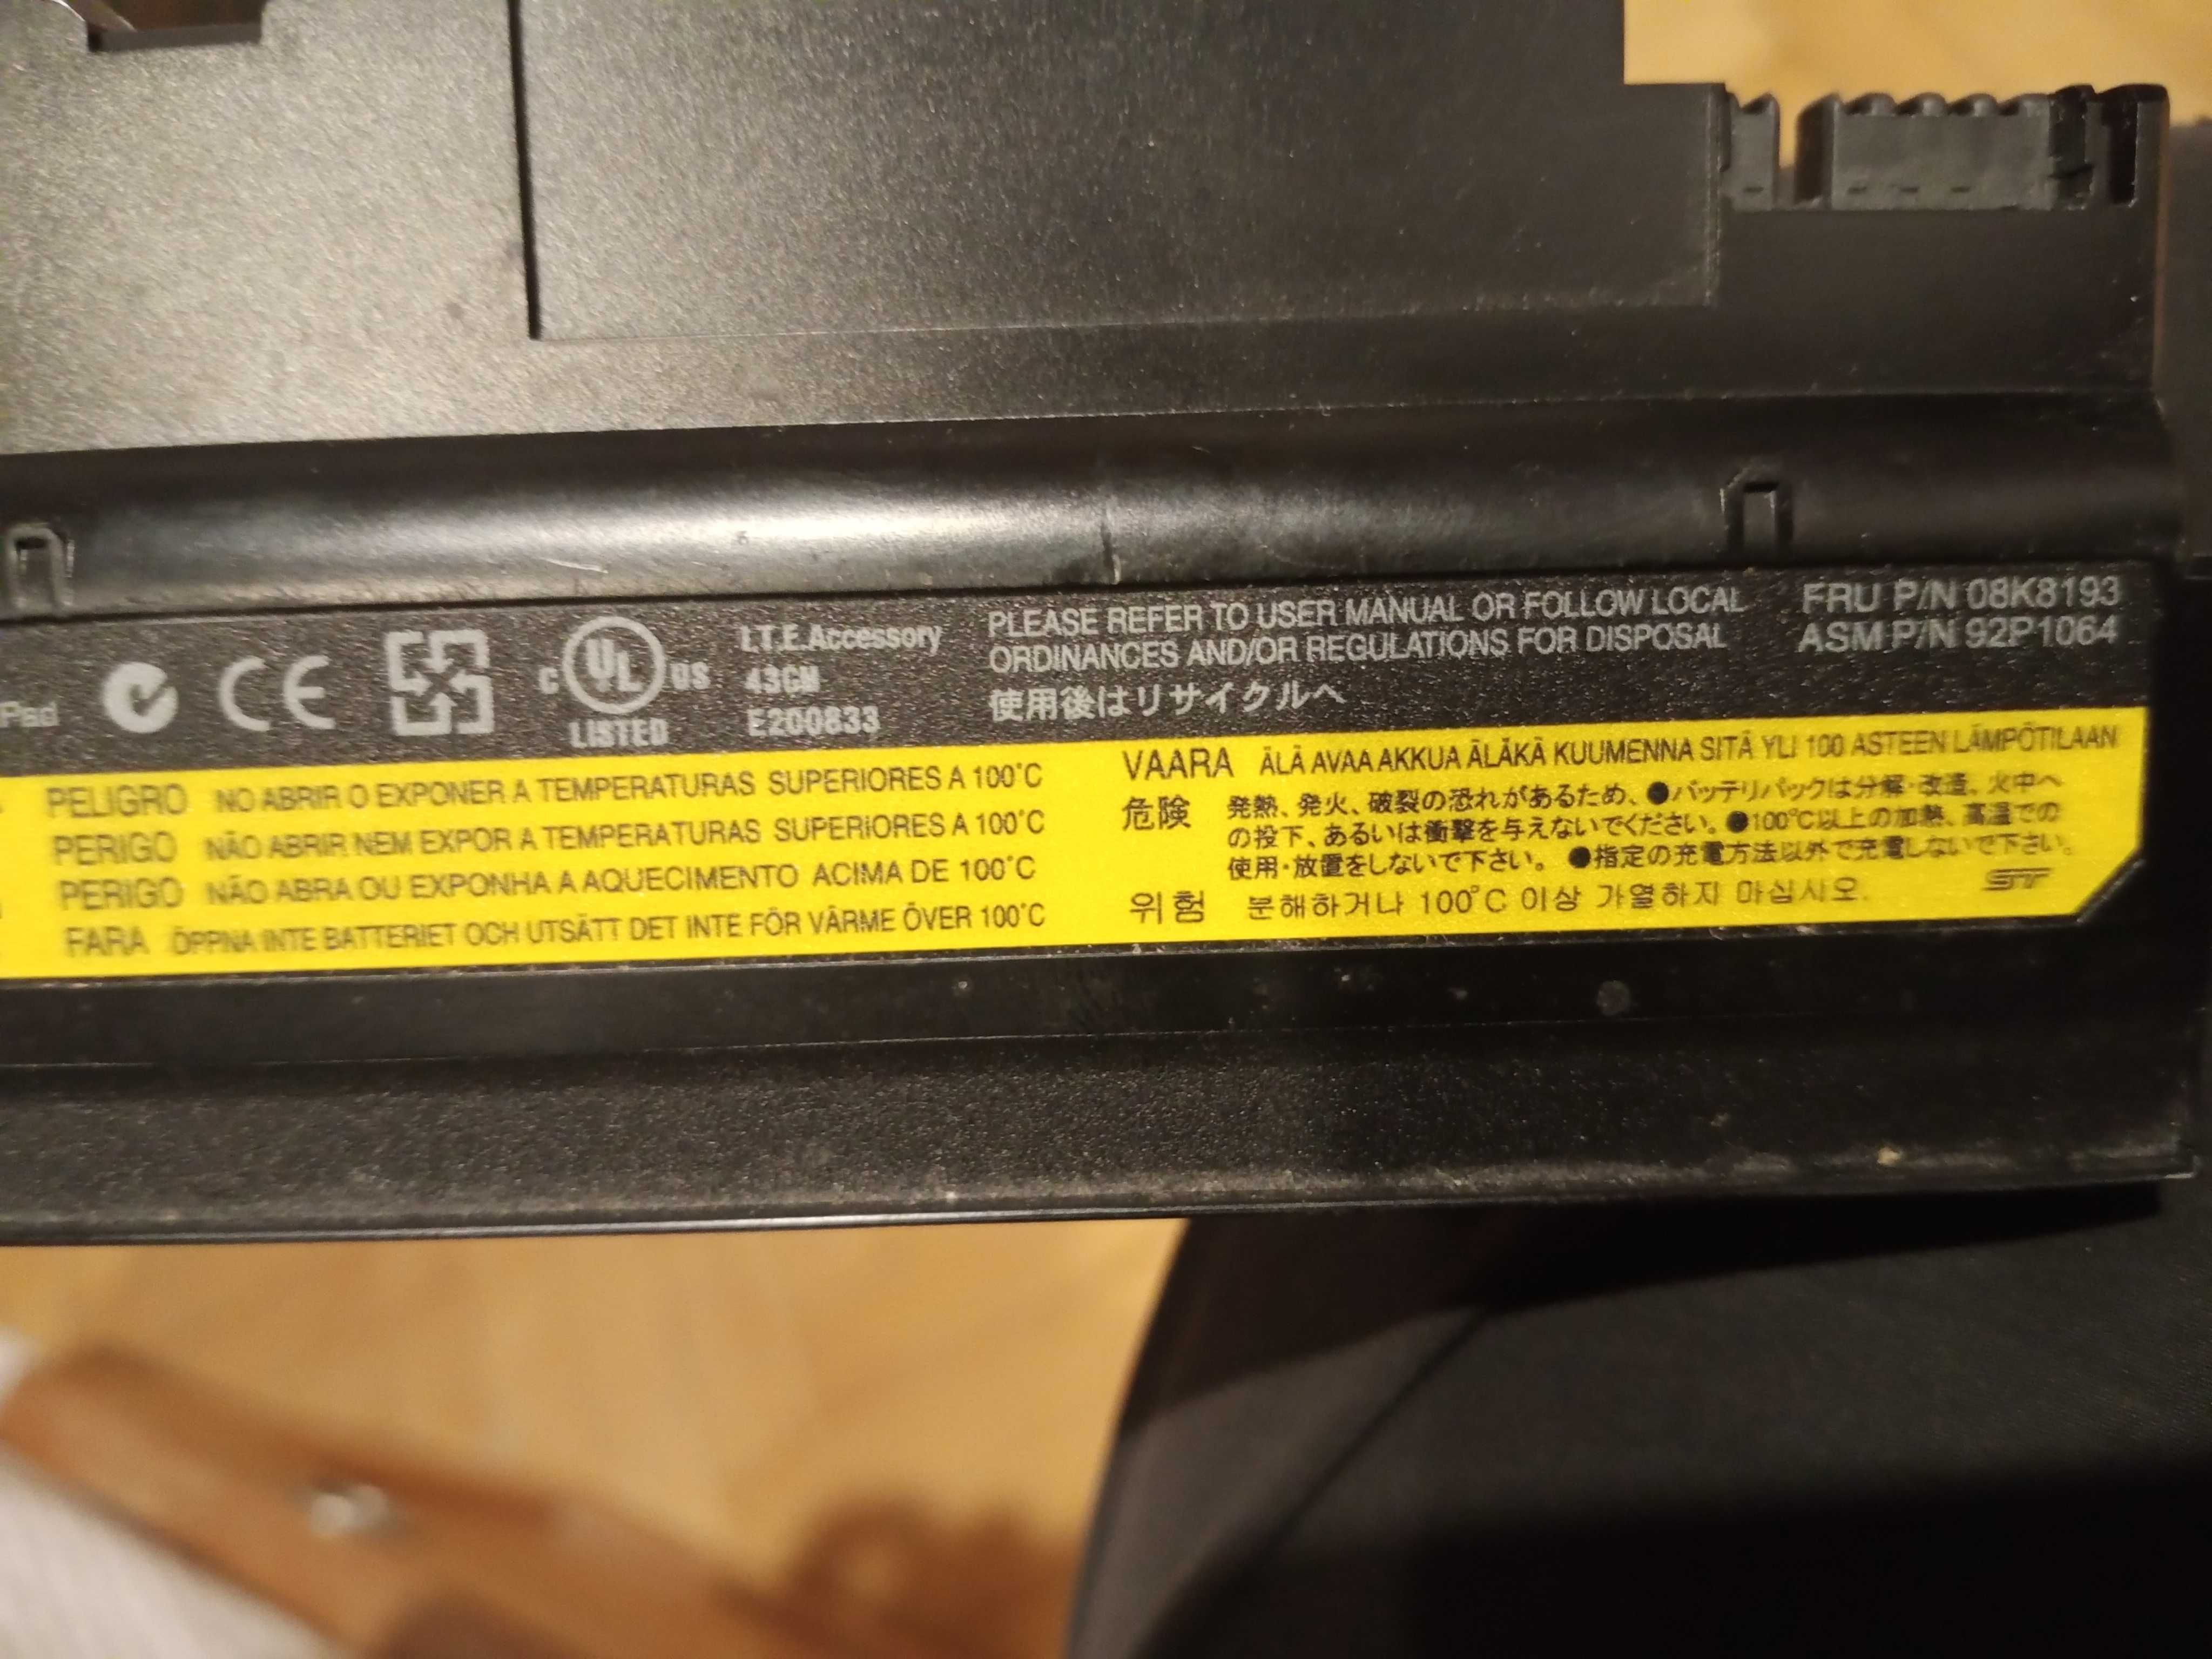 Pad
CE
C UL US
LISTED
I.T.E. Accessory
43GM
E200833
PLEASE REFER TO USER MANUAL OR FOLLOW LOCAL
ORDINANCES AND/OR REGULATIONS FOR DISPOSAL
使用後はリサイクルへ
FRU P/N 08K8193
ASM P/N 92P1064
PELIGRO NO ABRIR O EXPONER A TEMPERATURAS SUPERIORES A 100°C
PERIGO NÃO ABRIR NEM EXPOR A TEMPERATURAS SUPERIORES A 100°C
PERIGO NÃO ABRA OU EXPONHA A AQUECIMENTO ACIMA DE 100°C
FARA ÖPPNA INTE BATTERIET OCH UTSÄTT DET INTE FÖR VÄRME ÖVER 100°C
VAARA ÄLÄ AVAA AKKUA ÄLÄKÄ KUUMENNA SITÄ YLI 100 ASTEEN LÄMPÖTILAAN
危険 発熱、発火、破裂の恐れがあるため、●バッテリパックは分解・改造、火中へ
の投下、あるいは衝撃を与えないでください。●100°C以上の加熱、高温での
使用・放置をしないで下さい。 ●指定の充電方法以外で充電しないで下さい。
위험 분해하거나 100°C 이상 가열하지 마십시오.